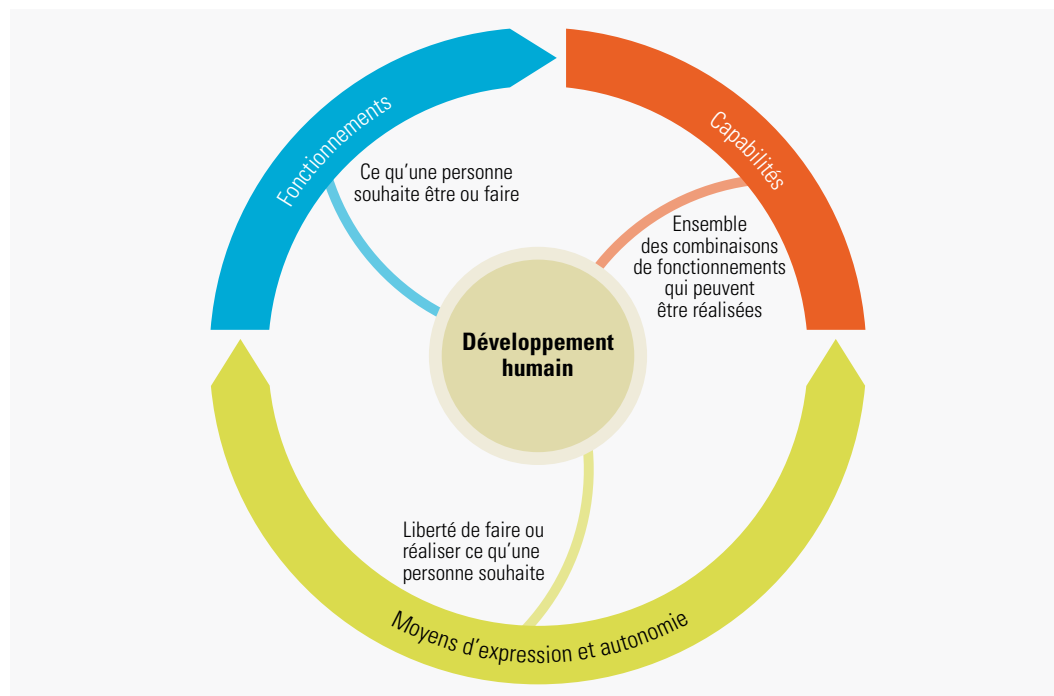 Fonctionnements
Ce qu’une personne
souhaite être ou faire
Capabilités
Ensemble
des combinaisons
de fonctionnements
qui peuvent
être réalisées
Développement
humain
Liberté de faire ou
réaliser ce qu’une
personne souhaite
Moyens d’expression et autonomie